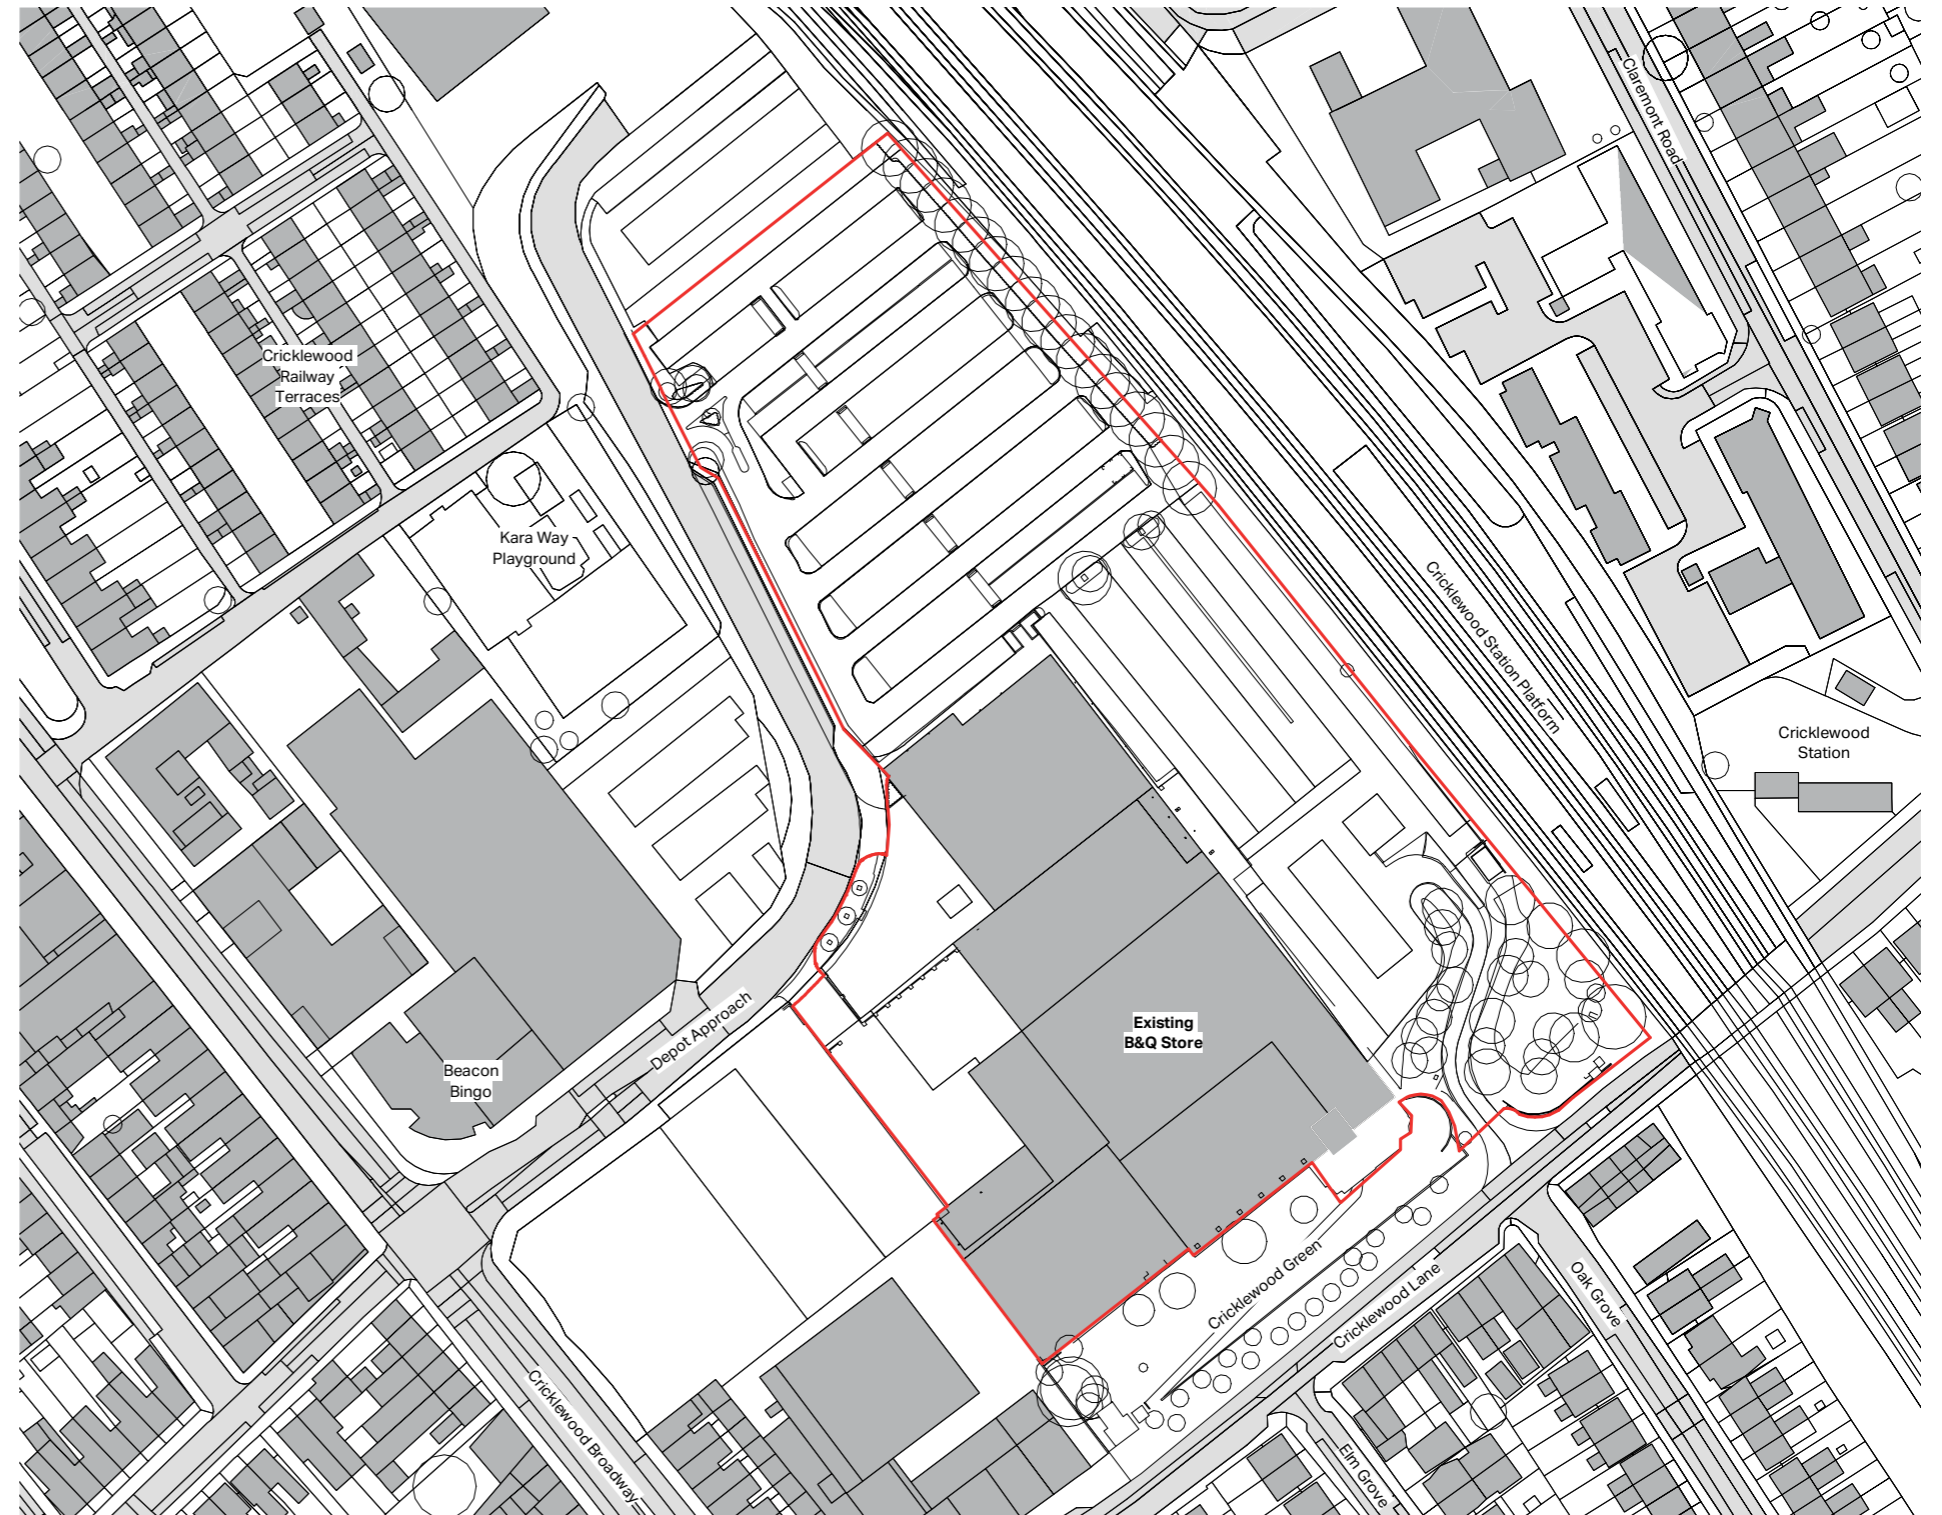 Claremont Road
Cricklewood
Railway
Terraces
Kara Way
Playground
Cricklewood Station Platform
Cricklewood
Station
Depot Approach
Existing
B&Q Store
Beacon
Bingo
Cricklewood Green
Cricklewood Lane
Oak Grove
Cricklewood Broadway
Elm Grove